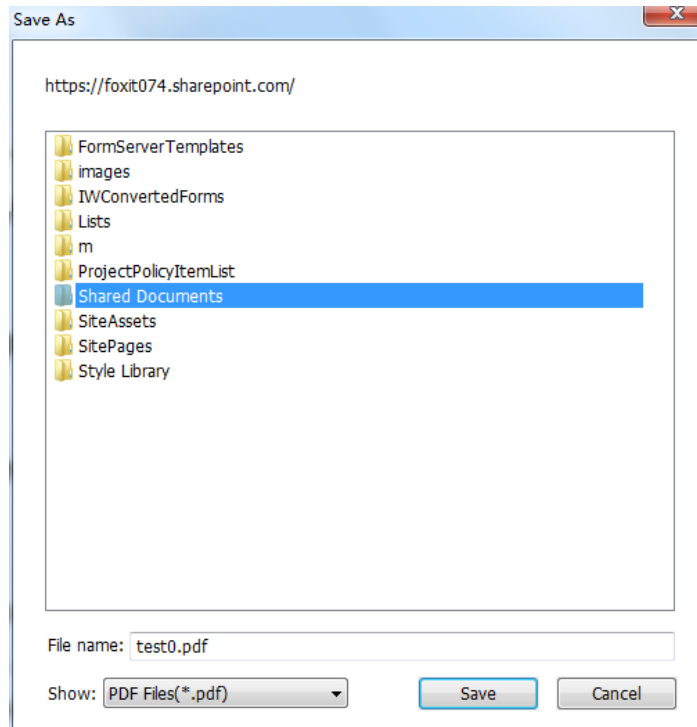 Save As
https://foxit074.sharepoint.com/
FormServerTemplates
images
IWConvertedForms
Lists
m
ProjectPolicyItemList
Shared Documents
SiteAssets
SitePages
Style Library
File name: test0.pdf
Show: PDF Files(*.pdf) Save Cancel